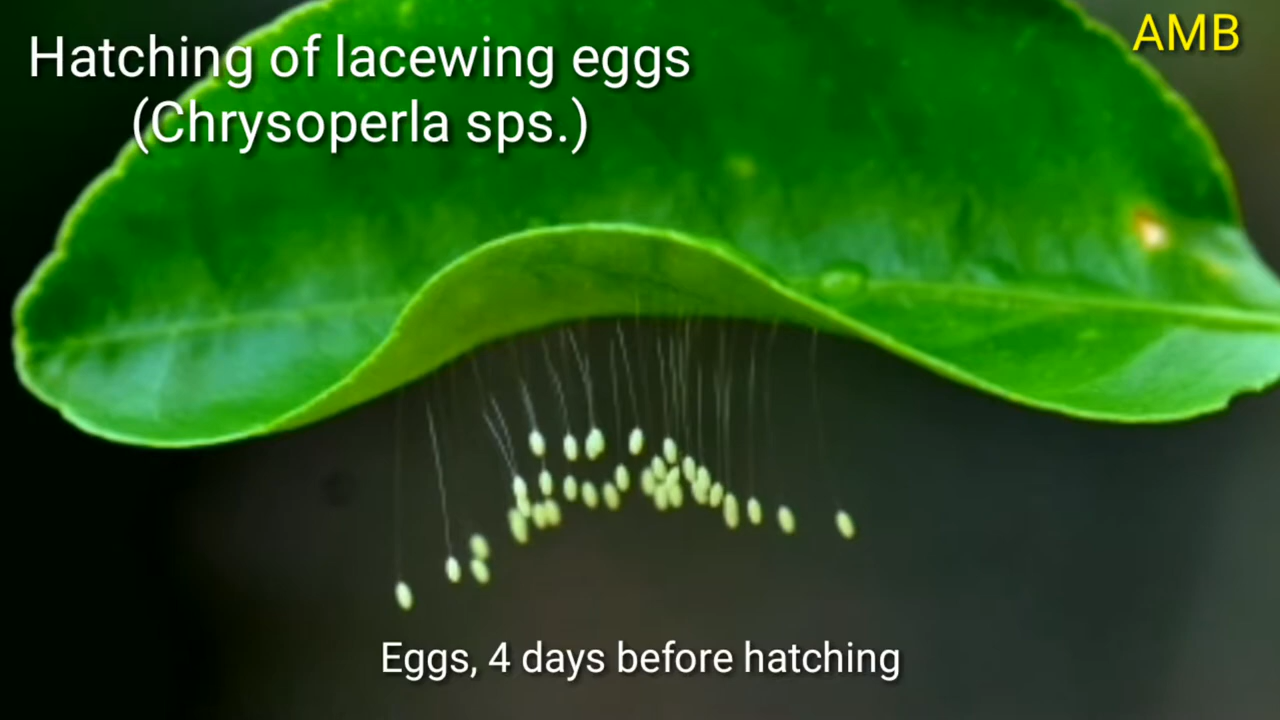 Hatching of lacewing eggs
(Chrysoperla sps.)
AMB
Eggs, 4 days before hatching